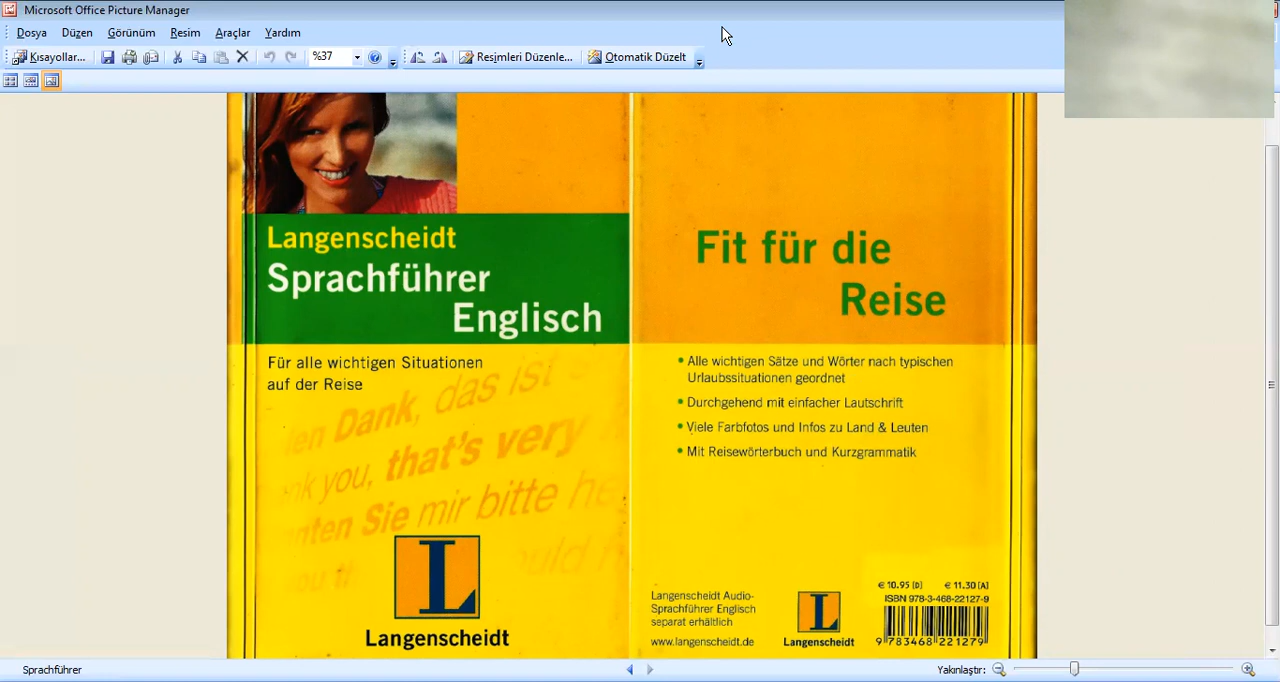 Microsoft Office Picture Manager
Dosya Düzen Görünüm Resim Araçlar Yardım
Kısayollar... %37 Resimleri Düzenle... Otomatik Düzelt
Langenscheidt
Sprachführer
Englisch
Für alle wichtigen Situationen
auf der Reise
Dank, das ist
you, that's very
Sie mir bitte
Langenscheidt
Fit für die
Reise
• Alle wichtigen Sätze und Wörter nach typischen
Urlaubssituationen geordnet
• Durchgehend mit einfacher Lautschrift
• Viele Farbfotos und Infos zu Land & Leuten
• Mit Reisewörterbuch und Kurzgrammatik
Langenscheidt Audio-
Sprachführer Englisch
separat erhältlich
www.langenscheidt.de
L
Langenscheidt
€ 10.95 [D] € 11.30 [A]
ISBN 978-3-468-22127-9
9 783468 221279
Sprachführer
Yakınlaştır: